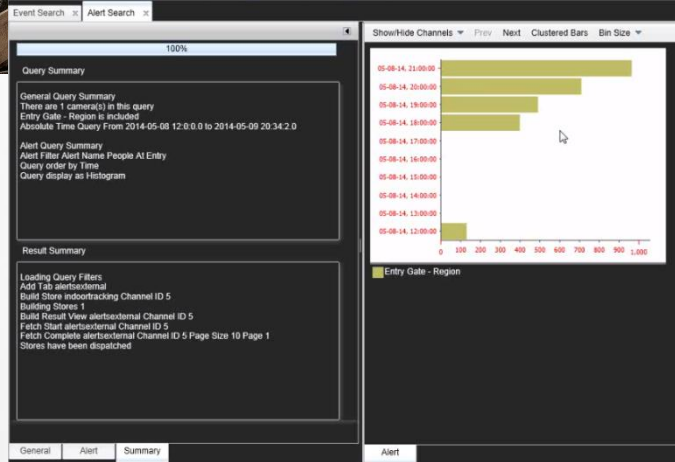 Event Search
Alert Search
100%
Query Summary
General Query Summary
There are 1 camera(s) in this query
Entry Gate - Region is included
Absolute Time Query From 2014-05-08 12:0:0.0 to 2014-05-09 20:34:2.0
Alert Query Summary
Alert Filter Alert Name People At Entry
Query order by Time
Query display as Histogram
Result Summary
Loading Query Filters
Add Tab alertsexternal
Build Store indoortracking Channel ID 5
Building Stores 1
Build Result View alertsexternal Channel ID 5
Fetch Start alertsexternal Channel ID 5
Fetch Complete alertsexternal Channel ID 5 Page Size 10 Page 1
Stores have been dispatched
General Alert Summary
Show/Hide Channels Prev Next Clustered Bars Bin Size
05-08-14, 21:00:00
05-08-14, 20:00:00
05-08-14, 19:00:00
05-08-14, 18:00:00
05-08-14, 17:00:00
05-08-14, 16:00:00
05-08-14, 15:00:00
05-08-14, 14:00:00
05-08-14, 13:00:00
05-08-14, 12:00:00
0 100 200 300 400 500 600 700 800 900 1,000
Entry Gate - Region
Alert